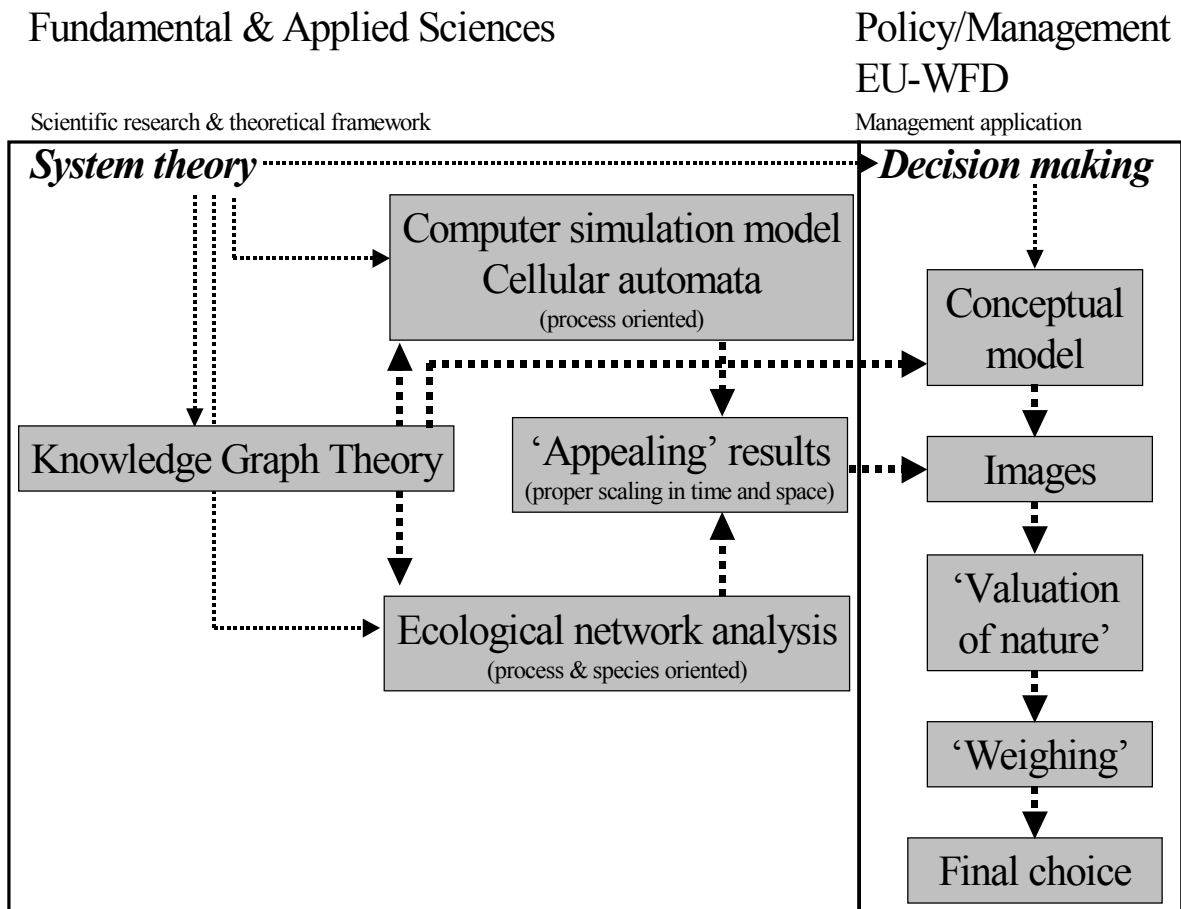 Fundamental & Applied Sciences
Policy/Management
EU-WFD
Scientific research & theoretical framework
Management application
System theory
Decision making
Computer simulation model
Cellular automata
(process oriented)
Conceptual
model
Knowledge Graph Theory
‘Appealing’ results
(proper scaling in time and space)
Images
Ecological network analysis
(process & species oriented)
‘Valuation
of nature’
‘Weighing’
Final choice